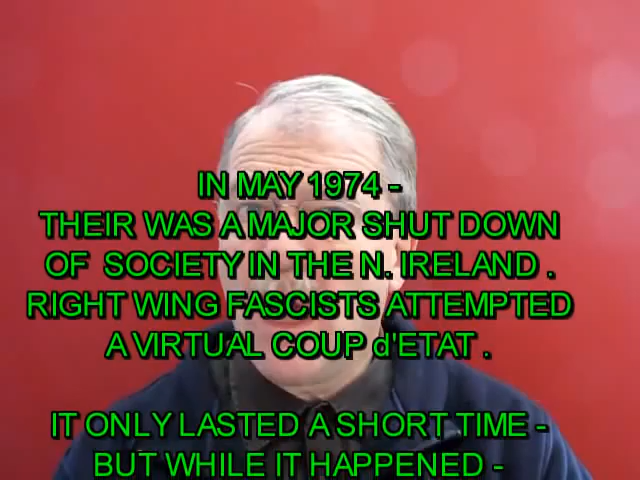 IN MAY 1974 -
THEIR WAS A MAJOR SHUT DOWN
OF SOCIETY IN THE N. IRELAND .
RIGHT WING FASCISTS ATTEMPTED
A VIRTUAL COUP d'ETAT .
IT ONLY LASTED A SHORT TIME -
BUT WHILE IT HAPPENED -